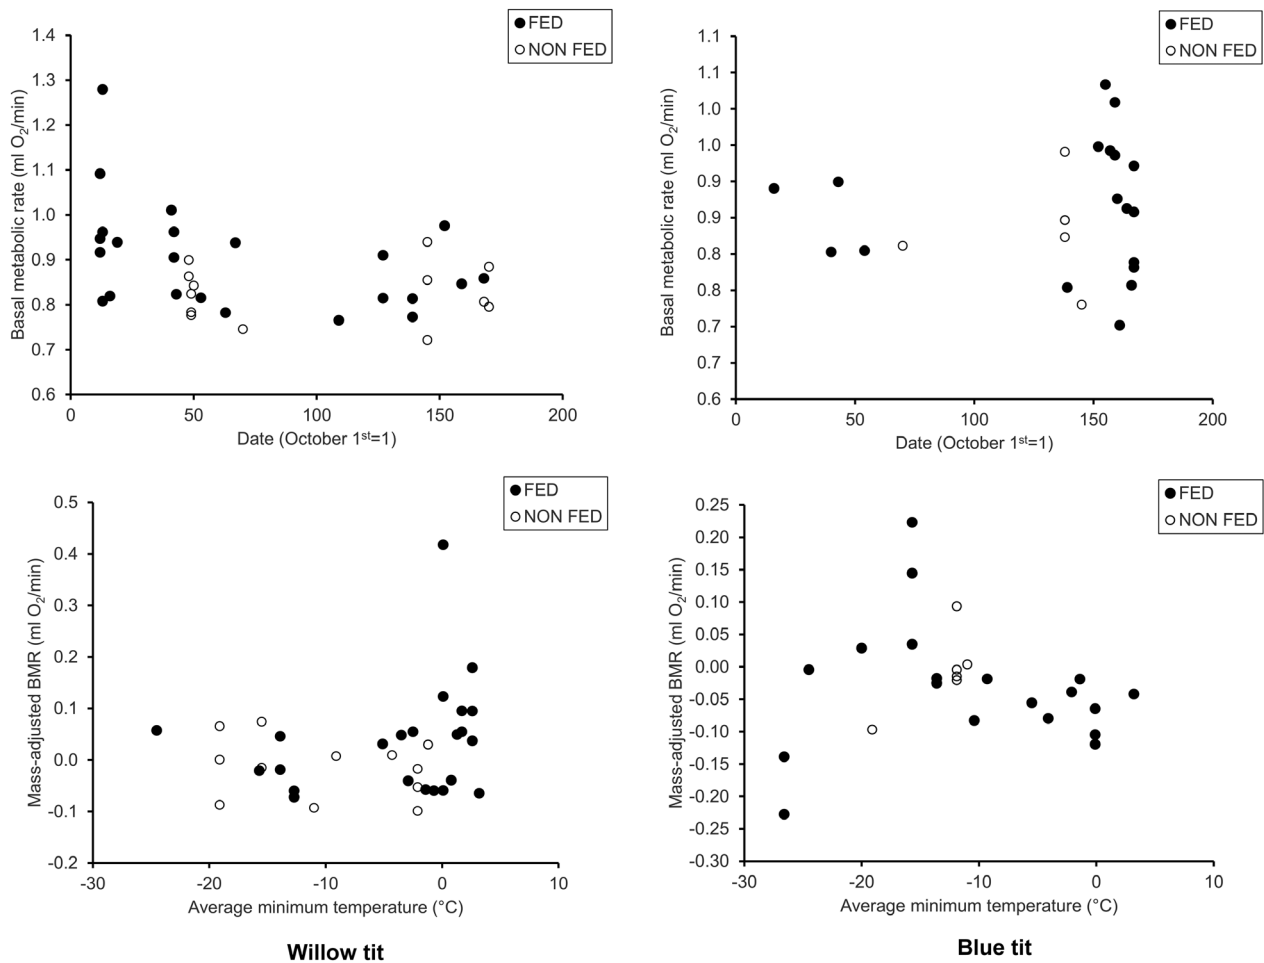 FED
NON FED
Basal metabolic rate (ml O2/min)
1.4
1.3
1.2
1.1
1.0
0.9
0.8
0.7
0.6
0 50 100 150 200
Date (October 1st=1)
FED
NON FED
Basal metabolic rate (ml O2/min)
1.1
1.1
1.0
1.0
0.9
0.9
0.8
0.8
0.7
0.7
0.6
0 50 100 150 200
Date (October 1st=1)
FED
NON FED
Mass-adjusted BMR (ml O2/min)
0.5
0.4
0.3
0.2
0.1
0.0
-0.1
-0.2
-30 -20 -10 0 10
Average minimum temperature (°C)
Willow tit
FED
NON FED
Mass-adjusted BMR (ml O2/min)
0.25
0.20
0.15
0.10
0.05
0.00
-0.05
-0.10
-0.15
-0.20
-0.25
-0.30
-30 -20 -10 0 10
Average minimum temperature (°C)
Blue tit